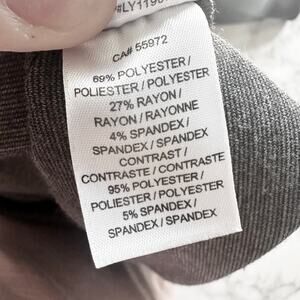 #LY1199
CA# 55972
69% POLYESTER /
POLIESTER / POLYESTER
27% RAYON /
RAYON / RAYONNE
4% SPANDEX /
SPANDEX / SPANDEX
CONTRAST /
CONTRASTE / CONTRASTE
95% POLYESTER /
POLIESTER / POLYESTER
5% SPANDEX /
SPANDEX / SPANDEX